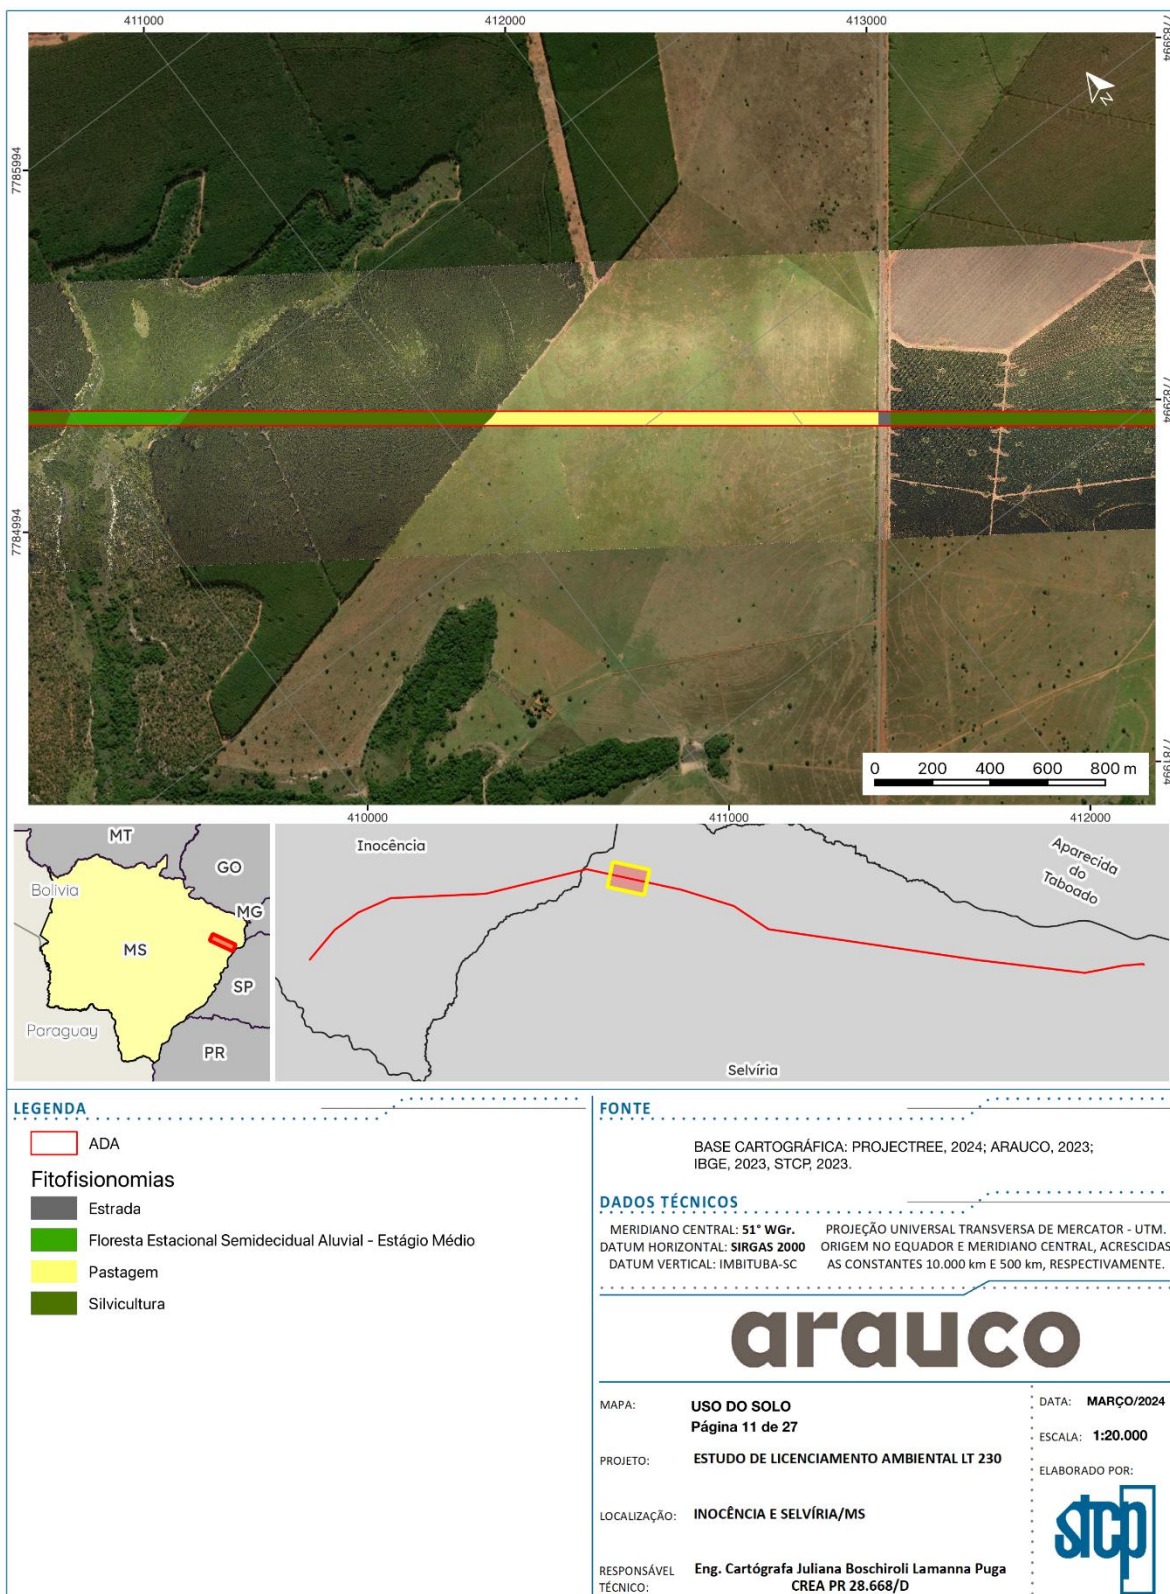 411000
412000
413000
7783994
7785994
7782994
7784994
7781994
N
0 200 400 600 800 m
410000
411000
412000
MT
GO
Bolivia
MG
MS
SP
Paraguay
PR
Inocência
Aparecida
do
Taboado
Selvíria
LEGENDA
ADA
Fitofisionomias
Estrada
Floresta Estacional Semidecidual Aluvial - Estágio Médio
Pastagem
Silvicultura
FONTE
BASE CARTOGRÁFICA: PROJECTREE, 2024; ARAUCO, 2023;
IBGE, 2023, STCP, 2023.
DADOS TÉCNICOS
MERIDIANO CENTRAL: 51° WGr.
DATUM HORIZONTAL: SIRGAS 2000
DATUM VERTICAL: IMBITUBA-SC
PROJEÇÃO UNIVERSAL TRANSVERSA DE MERCATOR - UTM.
ORIGEM NO EQUADOR E MERIDIANO CENTRAL, ACRESCIDAS
AS CONSTANTES 10.000 km E 500 km, RESPECTIVAMENTE.
arauco
MAPA: USO DO SOLO
Página 11 de 27
PROJETO: ESTUDO DE LICENCIAMENTO AMBIENTAL LT 230
LOCALIZAÇÃO: INOCÊNCIA E SELVÍRIA/MS
RESPONSÁVEL
TÉCNICO:
Eng. Cartógrafa Juliana Boschiroli Lamanna Puga
CREA PR 28.668/D
DATA: MARÇO/2024
ESCALA: 1:20.000
ELABORADO POR:
stcp